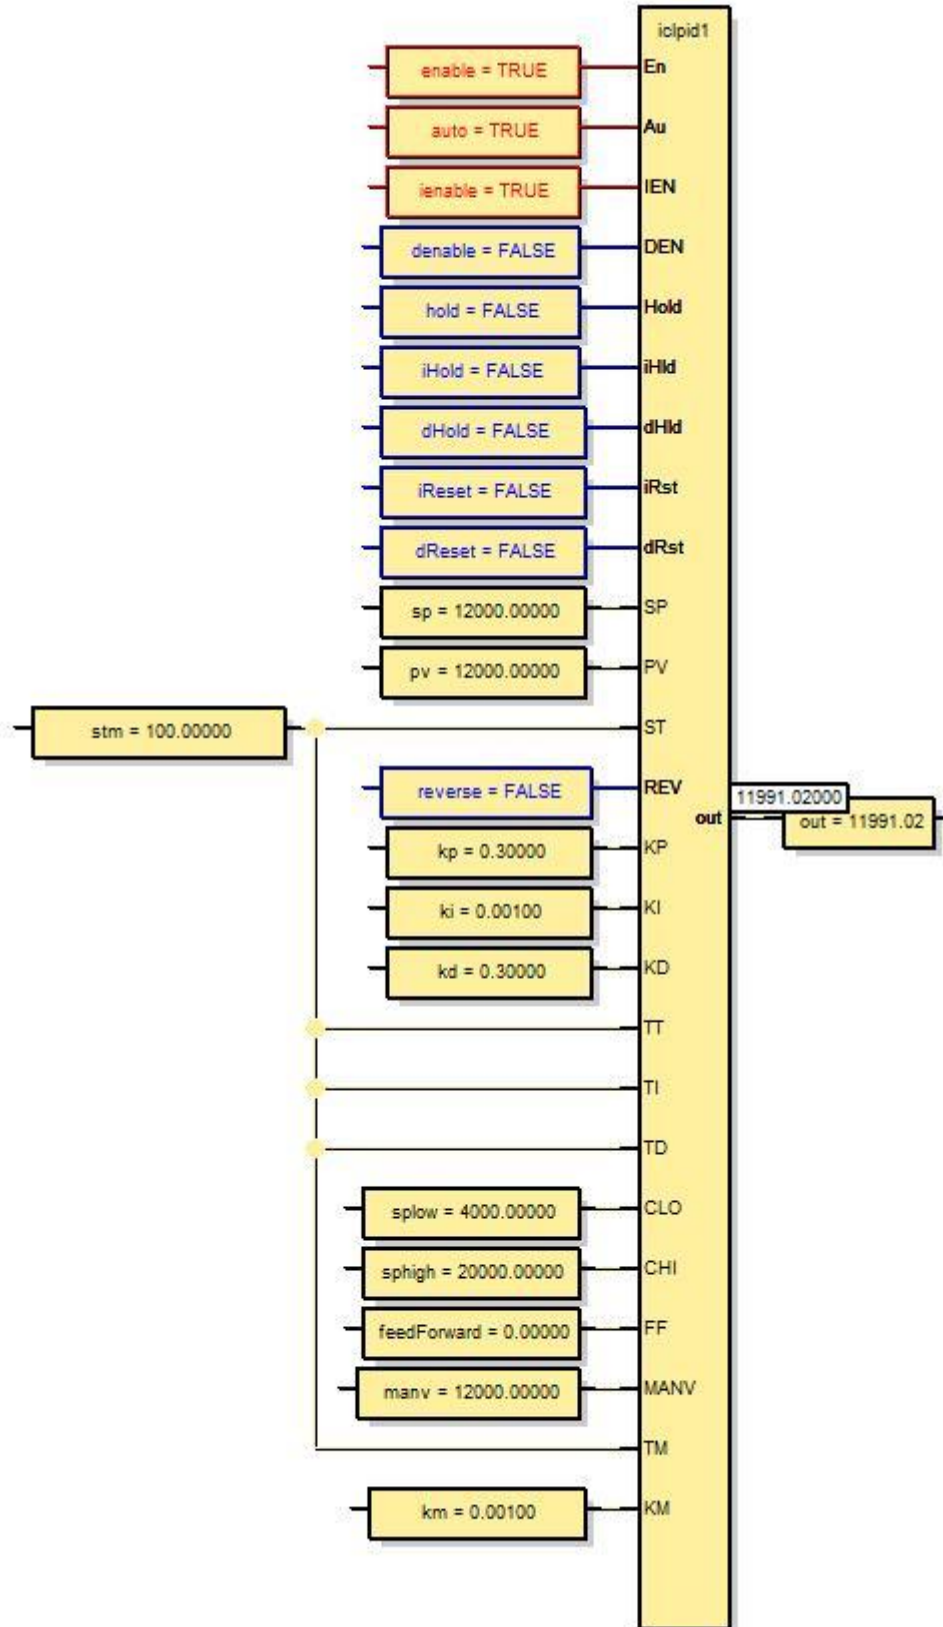 iclpid1
enable = TRUE En
auto = TRUE Au
ienable = TRUE IEN
denable = FALSE DEN
hold = FALSE Hold
iHold = FALSE iHld
dHold = FALSE dHld
iReset = FALSE iRst
dReset = FALSE dRst
sp = 12000.00000 SP
pv = 12000.00000 PV
stm = 100.00000 ST
reverse = FALSE REV
11991.02000
out out = 11991.02
kp = 0.30000 KP
ki = 0.00100 KI
kd = 0.30000 KD
TT
TI
TD
splow = 4000.00000 CLO
sphigh = 20000.00000 CHI
feedForward = 0.00000 FF
manv = 12000.00000 MANV
TM
km = 0.00100 KM